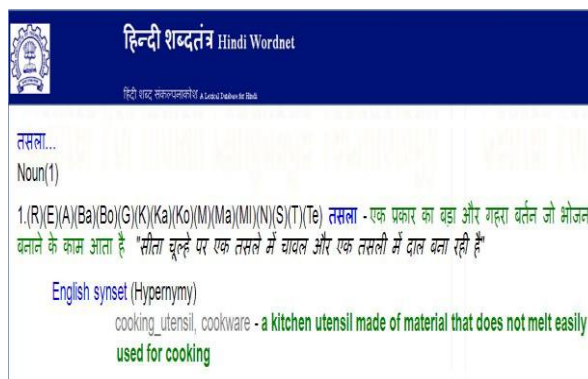 हिन्दी शब्दतंत्र Hindi Wordnet
हिंदी शब्द संकल्पनाकोश A Lexical Database for Hindi
तसला...
Noun(1)
1.(R)(E)(A)(Ba)(Bo)(G)(K)(Ka)(Ko)(M)(Ma)(MI)(N)(S)(T)(Te) तसला - एक प्रकार का बड़ा और गहरा बर्तन जो भोजन
बनाने के काम आता है "सीता चूल्हे पर एक तसले में चावल और एक तसली में दाल बना रही है"
English synset (Hypernymy)
cooking_utensil, cookware - a kitchen utensil made of material that does not melt easily
used for cooking